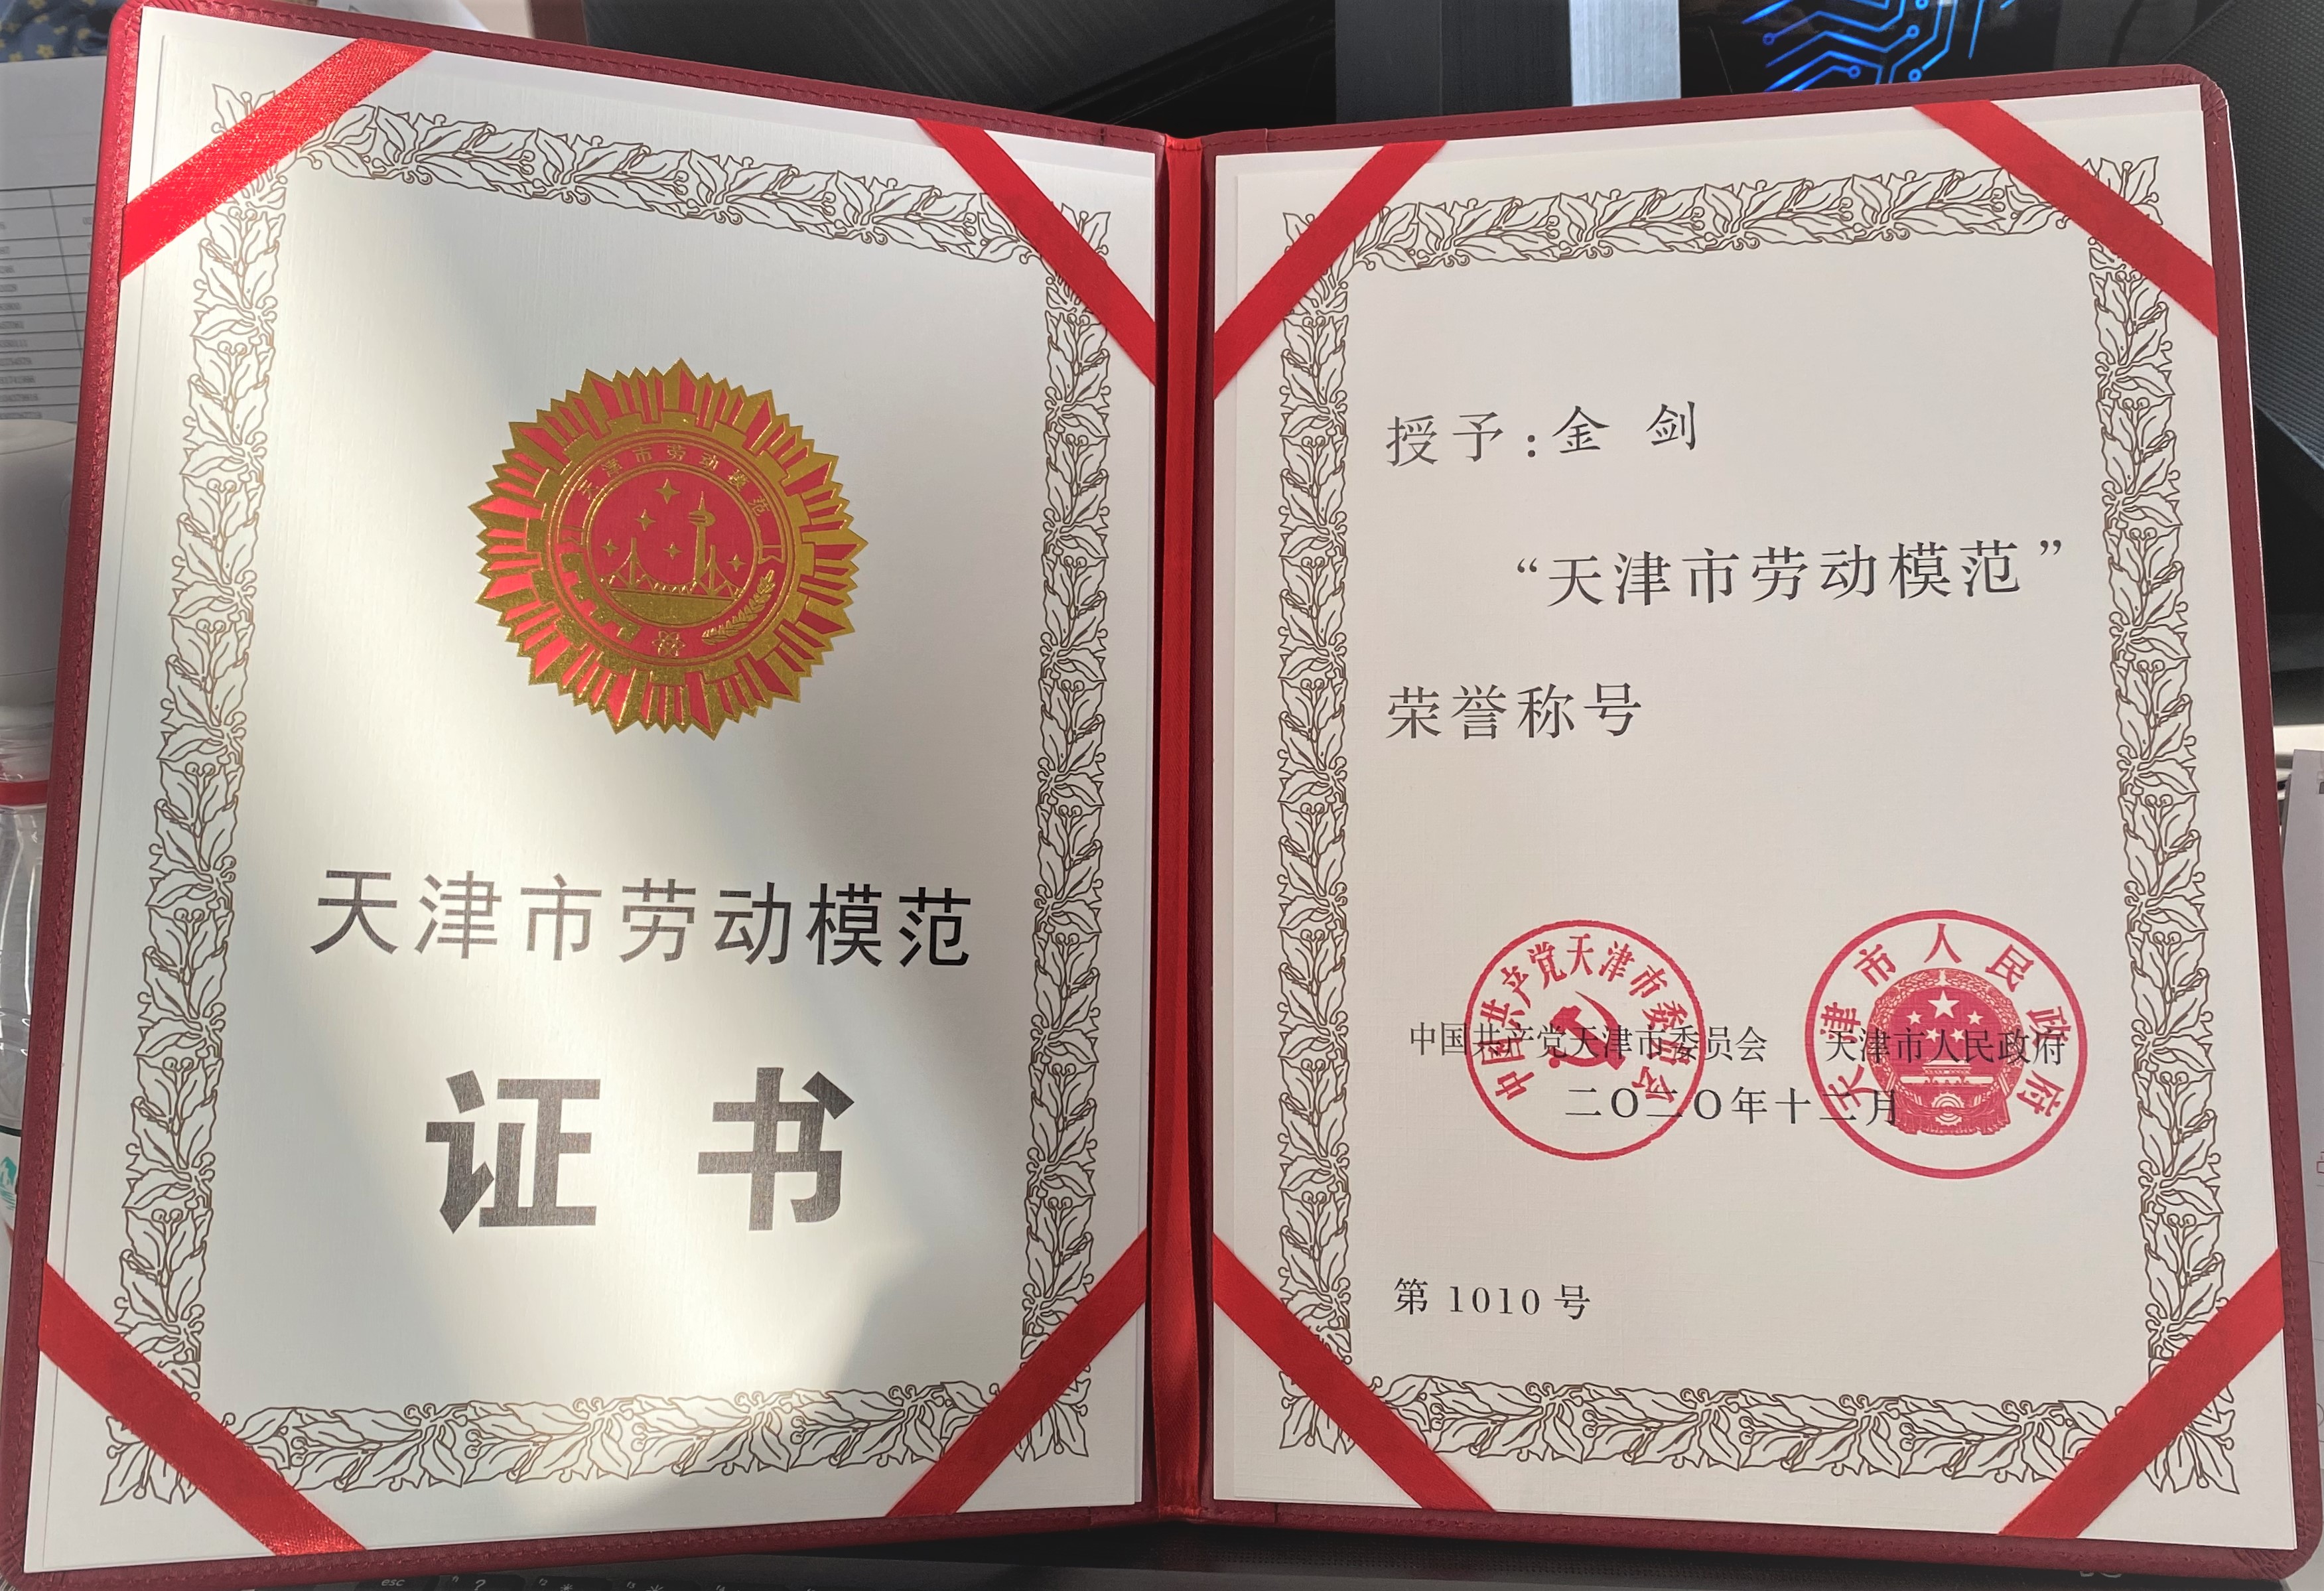 天津市劳动模范
天津市劳动模范
证书
授予:金 剑
“天津市劳动模范”
荣誉称号
中国共产党天津市委员会
天津市人民政府
中国共产党天津市委员会 天津市人民政府
二〇二〇年十二月
第 1010 号
esc